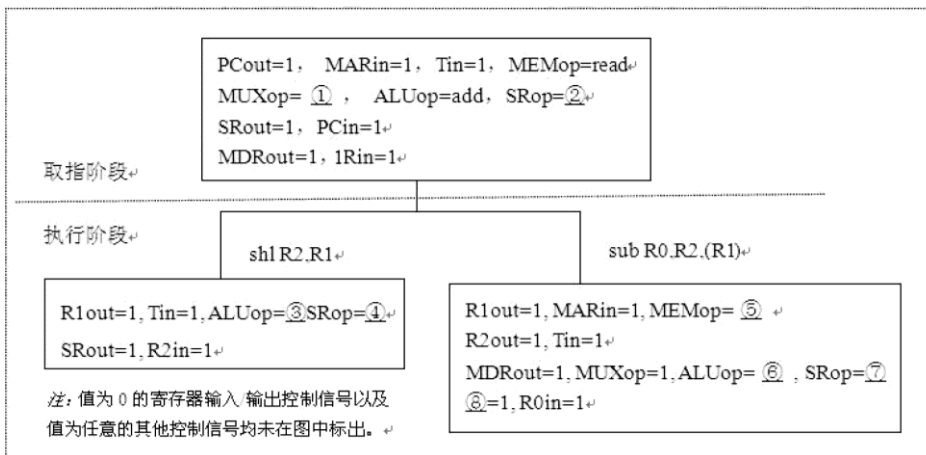 PCout=1， MARin=1，Tin=1，MEMop=read↵
MUXop= ① ， ALUop=add，SRop=②↵
SRout=1，PCin=1↵
MDRout=1，1Rin=1↵
取指阶段↵
执行阶段↵
shl R2,R1↵
sub R0,R2,(R1)↵
R1out=1, Tin=1,ALUop=③SRop=④↵
SRout=1, R2in=1↵
R1out=1, MARin=1, MEMop= ⑤ ↵
R2out=1, Tin=1↵
MDRout=1, MUXop=1, ALUop= ⑥ , SRop=⑦
⑧=1, R0in=1↵
注：值为 0 的寄存器输入/输出控制信号以及
值为任意的其他控制信号均未在图中标出。↵